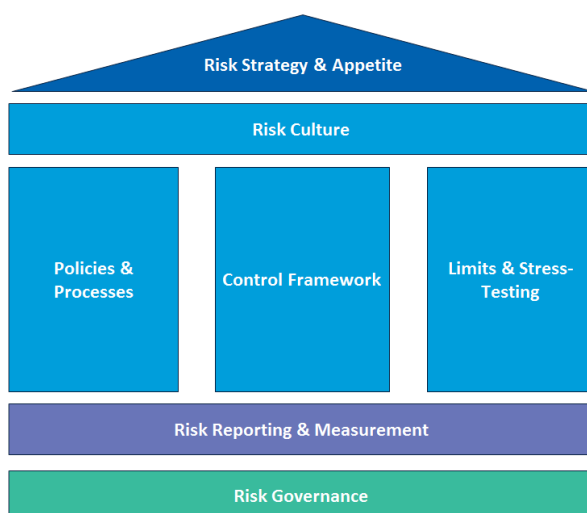 Risk Strategy & Appetite
Risk Culture
Policies &
Processes
Control Framework
Limits & Stress-
Testing
Risk Reporting & Measurement
Risk Governance